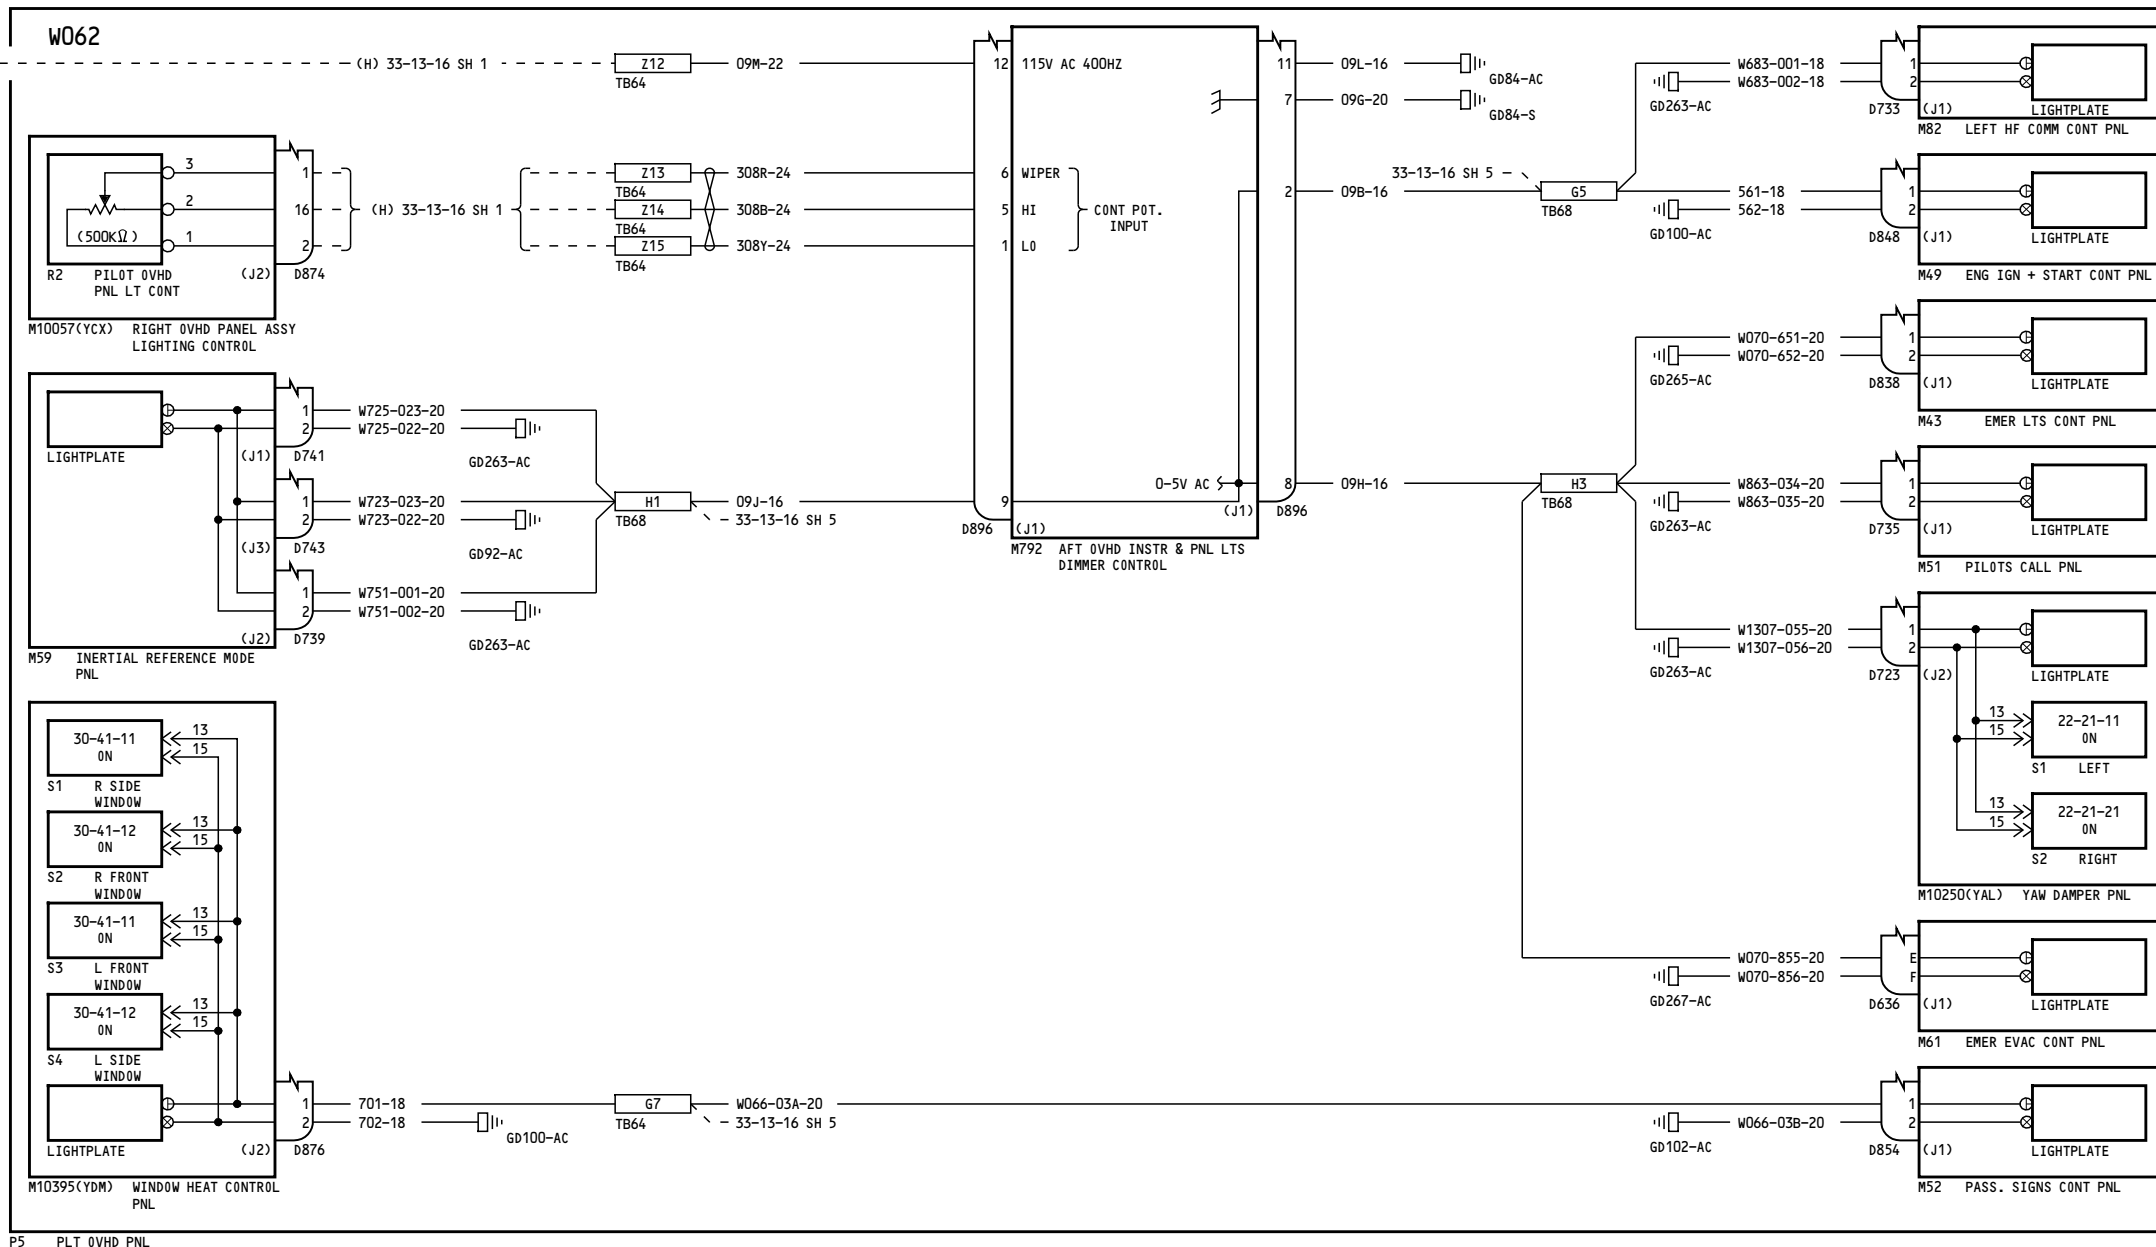 W062
(H) 33-13-16 SH 1
Z12
TB64
09M-22
12
115V AC 400HZ
11
09L-16
GD84-AC
7
09G-20
GD84-S
W683-001-18
W683-002-18
GD263-AC
1
2
D733
(J1)
LIGHTPLATE
M82 LEFT HF COMM CONT PNL
3
2
1
(500KΩ)
R2 PILOT OVHD
PNL LT CONT
1
16
2
(J2)
D874
M10057(YCX) RIGHT OVHD PANEL ASSY
LIGHTING CONTROL
(H) 33-13-16 SH 1
Z13
TB64
Z14
TB64
Z15
TB64
308R-24
308B-24
308Y-24
6 WIPER
5 HI
1 LO
CONT POT.
INPUT
2
09B-16
33-13-16 SH 5
G5
TB68
561-18
562-18
GD100-AC
1
2
D848
(J1)
LIGHTPLATE
M49 ENG IGN + START CONT PNL
W070-651-20
W070-652-20
GD265-AC
1
2
D838
(J1)
LIGHTPLATE
M43 EMER LTS CONT PNL
LIGHTPLATE
1
2
(J1)
D741
W725-023-20
W725-022-20
GD263-AC
1
2
(J3)
D743
W723-023-20
W723-022-20
GD92-AC
1
2
(J2)
D739
W751-001-20
W751-002-20
GD263-AC
M59 INERTIAL REFERENCE MODE
PNL
H1
TB68
09J-16
33-13-16 SH 5
9
D896
(J1)
0-5V AC
8
(J1)
D896
M792 AFT OVHD INSTR & PNL LTS
DIMMER CONTROL
09H-16
H3
TB68
W863-034-20
W863-035-20
GD263-AC
1
2
D735
(J1)
LIGHTPLATE
M51 PILOTS CALL PNL
W1307-055-20
W1307-056-20
GD263-AC
1
2
D723
(J2)
LIGHTPLATE
13
15
22-21-11
ON
S1 LEFT
13
15
22-21-21
ON
S2 RIGHT
M10250(YAL) YAW DAMPER PNL
30-41-11
ON
13
15
S1 R SIDE
WINDOW
30-41-12
ON
13
15
S2 R FRONT
WINDOW
30-41-11
ON
13
15
S3 L FRONT
WINDOW
30-41-12
ON
13
15
S4 L SIDE
WINDOW
LIGHTPLATE
1
2
(J2)
D876
M10395(YDM) WINDOW HEAT CONTROL
PNL
701-18
702-18
GD100-AC
G7
TB64
W066-03A-20
33-13-16 SH 5
W070-855-20
W070-856-20
GD267-AC
E
F
D636
(J1)
LIGHTPLATE
M61 EMER EVAC CONT PNL
W066-03B-20
GD102-AC
1
2
D854
(J1)
LIGHTPLATE
M52 PASS. SIGNS CONT PNL
P5 PLT OVHD PNL